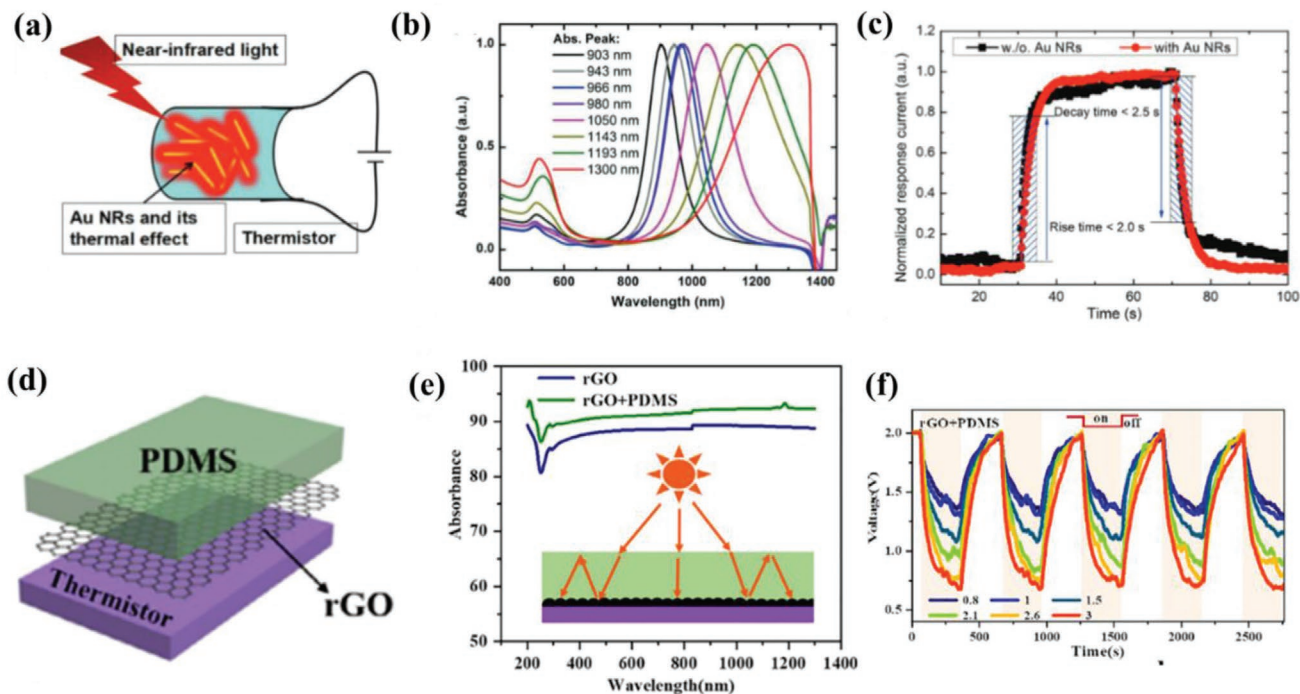 (a)
Near-infrared light
Au NRs and its
thermal effect
Thermistor
(b)
Abs. Peak:
903 nm
943 nm
966 nm
980 nm
1050 nm
1143 nm
1193 nm
1300 nm
1.0
0.5
0.0
Absorbance (a.u.)
400 600 800 1000 1200 1400
Wavelength (nm)
(c)
w./o. Au NRs with Au NRs
Decay time < 2.5 s
Rise time < 2.0 s
1.0
0.8
0.6
0.4
0.2
0.0
Normalized response current (a.u.)
20 40 60 80 100
Time (s)
(d)
PDMS
Thermistor
rGO
(e)
rGO
rGO+PDMS
100
95
90
85
80
75
70
65
60
55
50
Absorbance
200 400 600 800 1000 1200 1400
Wavelength(nm)
(f)
rGO+PDMS
on off
2.0
1.5
1.0
0.5
Voltage(V)
0.8 1 1.5
2.1 2.6 3
0 500 1000 1500 2000 2500
Time(s)